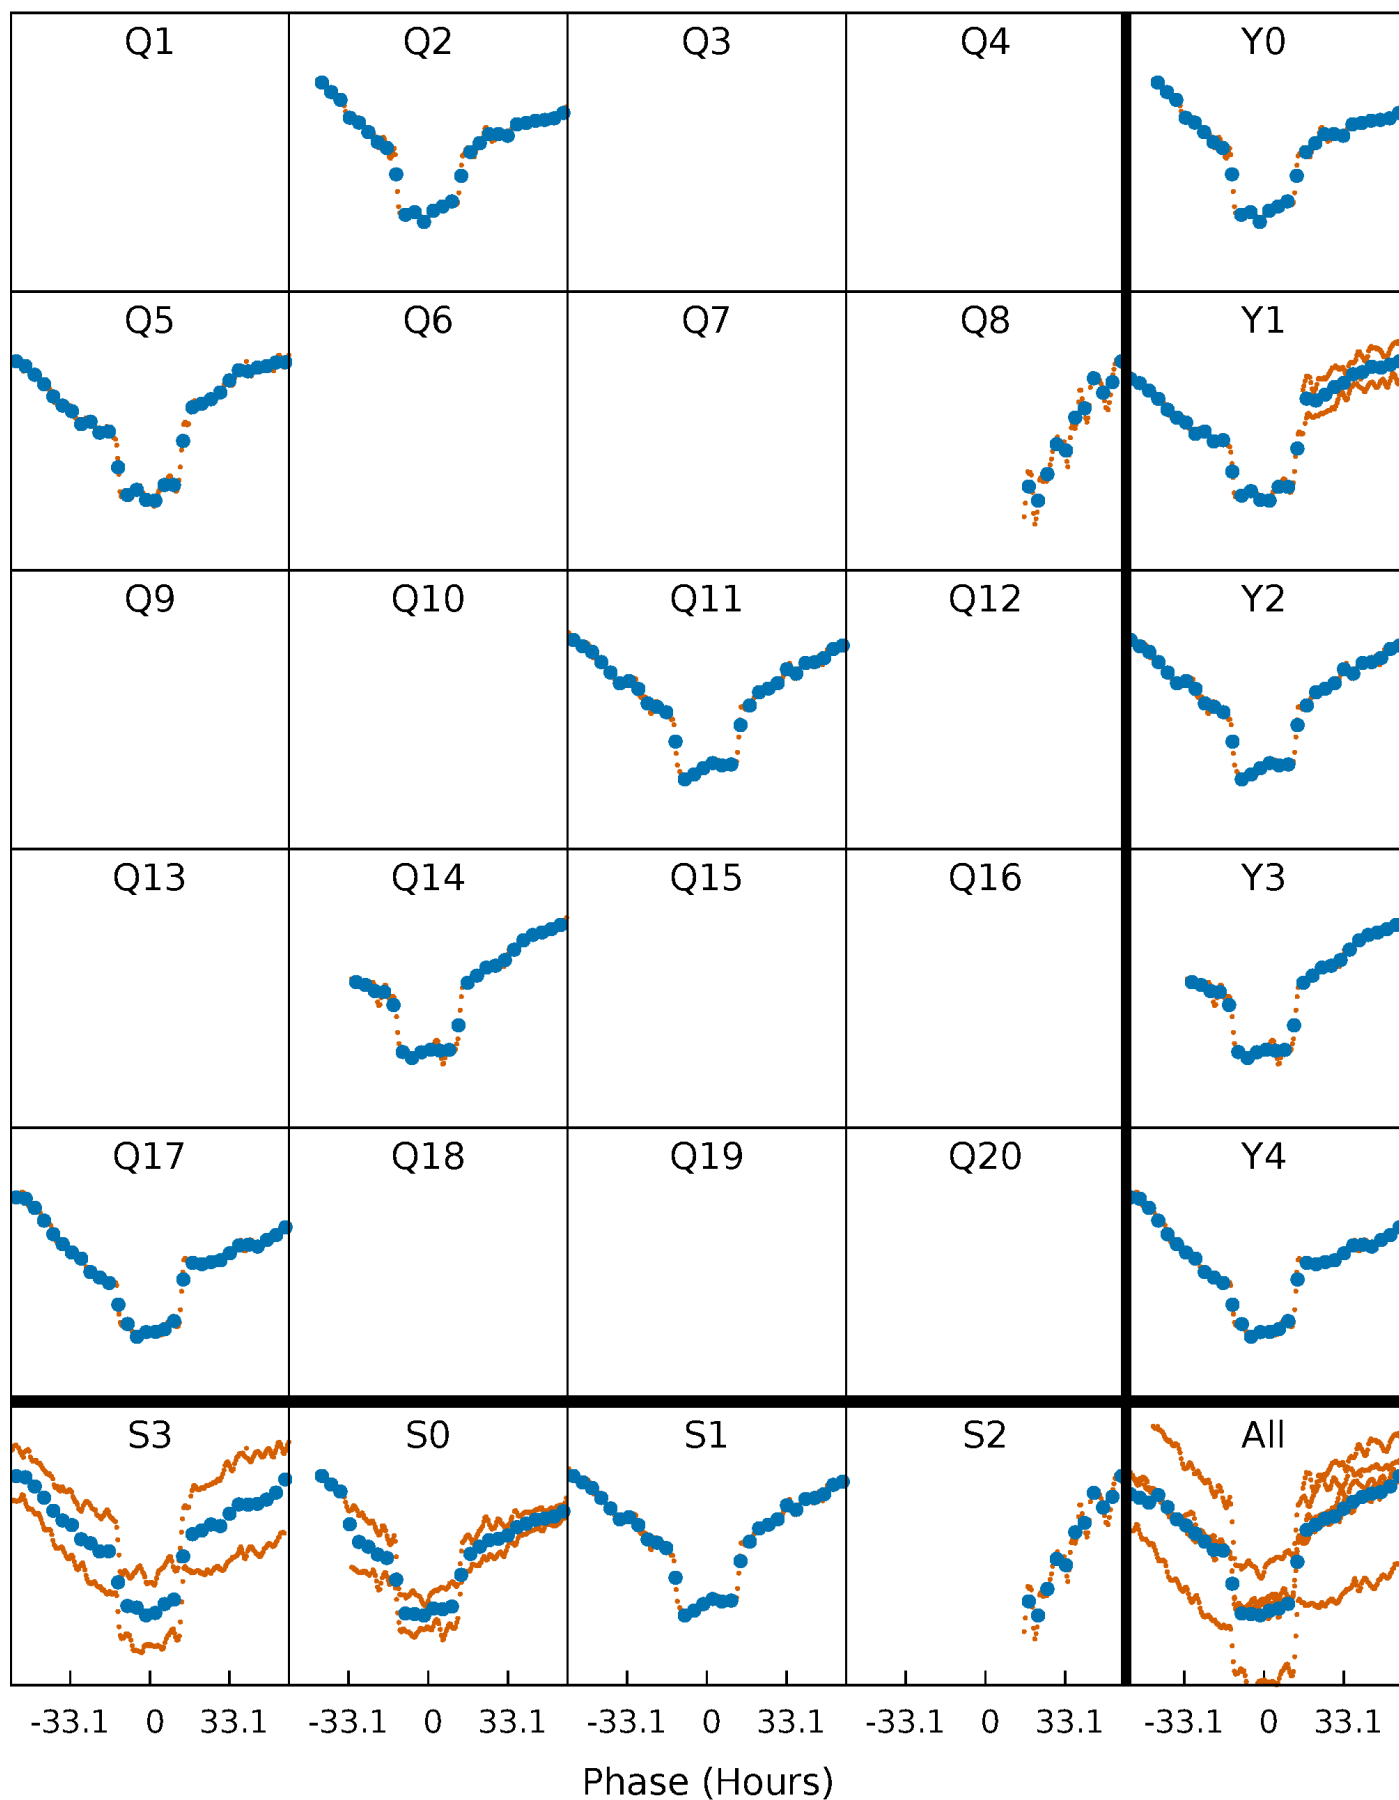 Q1 Q2 Q3 Q4 Y0
Q5 Q6 Q7 Q8 Y1
Q9 Q10 Q11 Q12 Y2
Q13 Q14 Q15 Q16 Y3
Q17 Q18 Q19 Q20 Y4
S3 S0 S1 S2 All
-33.1 0 33.1 -33.1 0 33.1 -33.1 0 33.1 -33.1 0 33.1 -33.1 0 33.1
Phase (Hours)